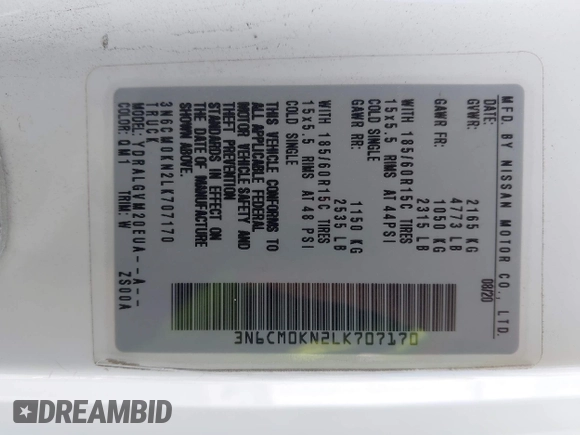 MFD. BY NISSAN MOTOR CO., LTD.
DATE: 08/20
GVWR: 2165 KG
4773 LB
GAWR FR: 1050 KG
2315 LB
WITH 185/60R15C TIRES
15x5.5 RIMS AT 44PSI
COLD SINGLE
GAWR RR: 1150 KG
2535 LB
WITH 185/60R15C TIRES
15x5.5 RIMS AT 48 PSI
COLD SINGLE
THIS VEHICLE CONFORMS TO
ALL APPLICABLE FEDERAL
MOTOR VEHICLE SAFETY AND
THEFT PREVENTION
STANDARDS IN EFFECT ON
THE DATE OF MANUFACTURE
SHOWN ABOVE.
3N6CM0KN2LK707170
TRUCK
MODEL: YDRALGVM20EUA--A--
COLOR: QM1 TRIM: W ZS00A
3N6CM0KN2LK707170
DREAMBID